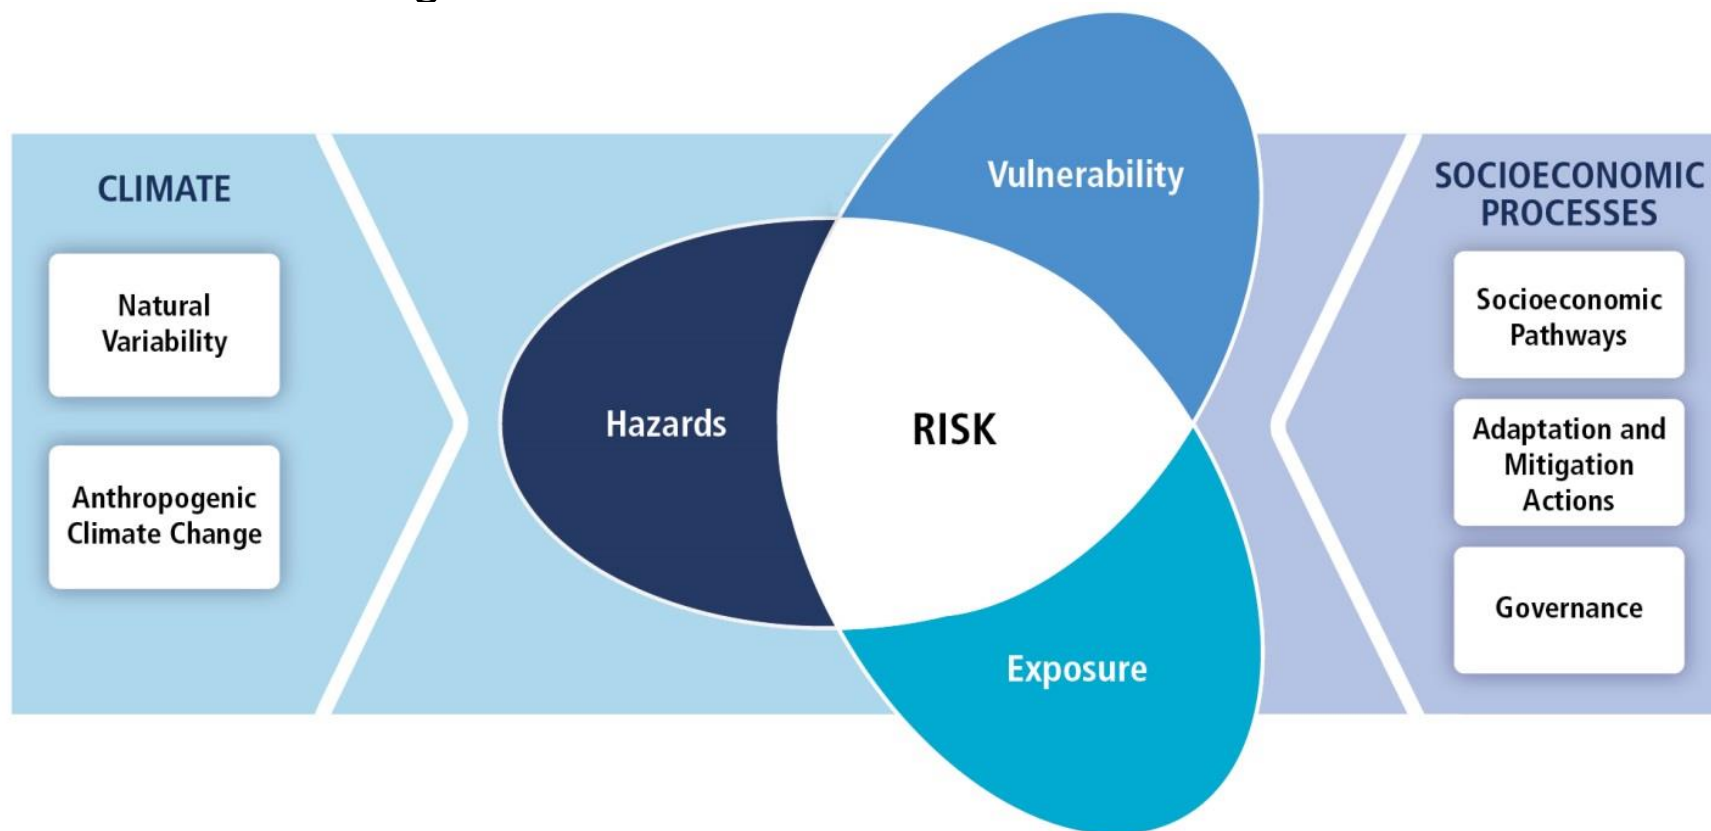 CLIMATE
Natural
Variability
Anthropogenic
Climate Change
Vulnerability
Hazards
RISK
Exposure
SOCIOECONOMIC
PROCESSES
Socioeconomic
Pathways
Adaptation and
Mitigation
Actions
Governance